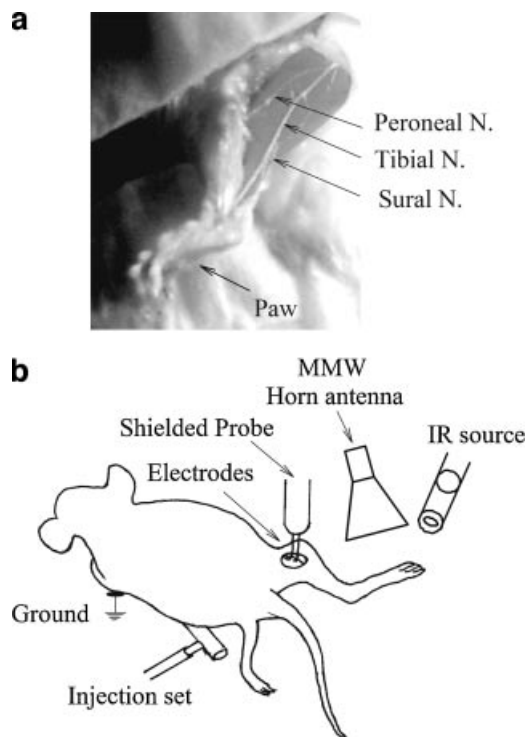 a
Peroneal N.
Tibial N.
Sural N.
Paw
b
MMW
Horn antenna
Shielded Probe
IR source
Electrodes
Ground
Injection set